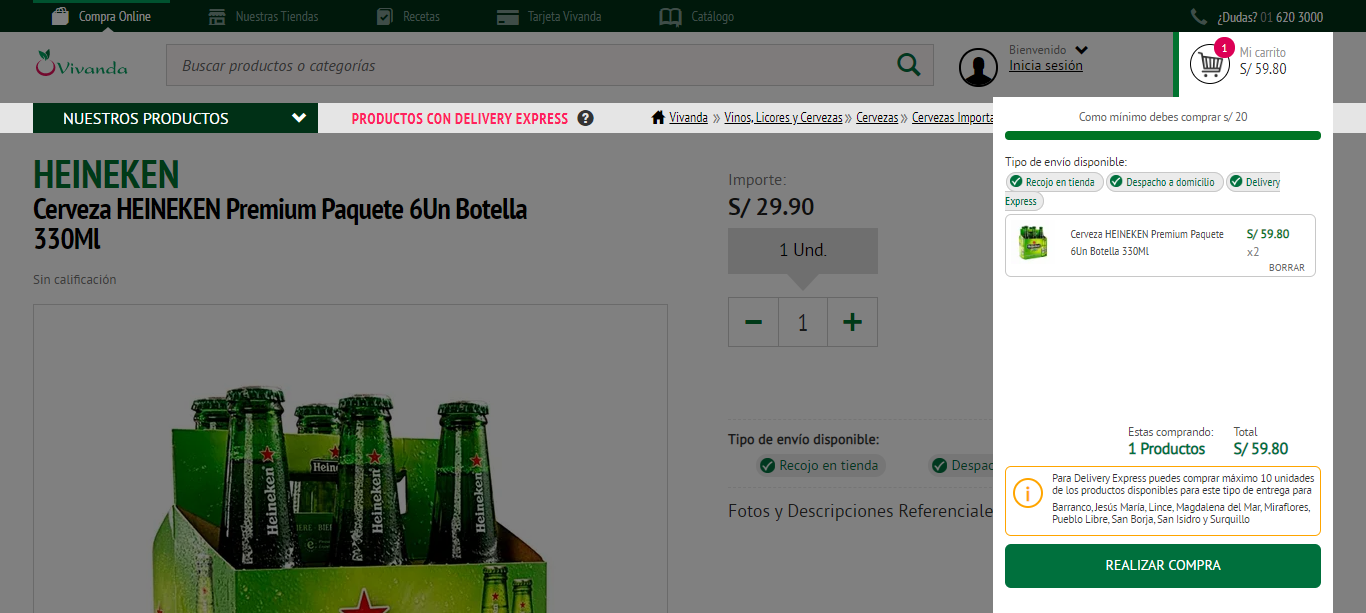 Compra Online
Nuestras Tiendas
Recetas
Tarjeta Vivanda
Catálogo
¿Dudas? 01 620 3000
Vivanda
Buscar productos o categorías
Bienvenido
Inicia sesión
1
Mi carrito
S/ 59.80
NUESTROS PRODUCTOS
PRODUCTOS CON DELIVERY EXPRESS ?
Vivanda » Vinos, Licores y Cervezas » Cervezas » Cervezas Importa
HEINEKEN
Cerveza HEINEKEN Premium Paquete 6Un Botella
330Ml
Sin calificación
Heineken
Heineken
Heineken
Importe:
S/ 29.90
1 Und.
− 1 +
Tipo de envío disponible:
Recojo en tienda
Despac
Fotos y Descripciones Referenciale
Como mínimo debes comprar s/ 20
Tipo de envío disponible:
Recojo en tienda
Despacho a domicilio
Delivery
Express
Cerveza HEINEKEN Premium Paquete
6Un Botella 330Ml
S/ 59.80
x2
BORRAR
Estas comprando:
1 Productos
Total
S/ 59.80
Para Delivery Express puedes comprar máximo 10 unidades
de los productos disponibles para este tipo de entrega para
Barranco, Jesús María, Lince, Magdalena del Mar, Miraflores,
Pueblo Libre, San Borja, San Isidro y Surquillo
REALIZAR COMPRA